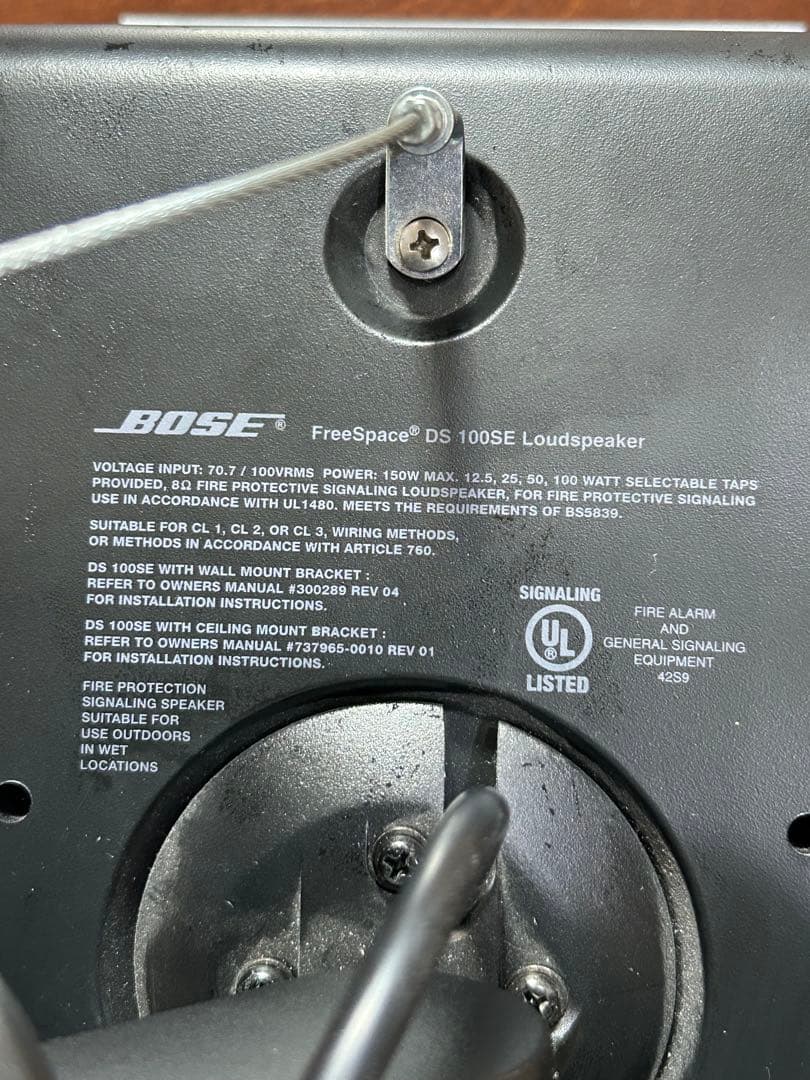 BOSE®
FreeSpace® DS 100SE Loudspeaker
VOLTAGE INPUT: 70.7 / 100VRMS POWER: 150W MAX. 12.5, 25, 50, 100 WATT SELECTABLE TAPS
PROVIDED, 8Ω FIRE PROTECTIVE SIGNALING LOUDSPEAKER, FOR FIRE PROTECTIVE SIGNALING
USE IN ACCORDANCE WITH UL1480. MEETS THE REQUIREMENTS OF BS5839.
SUITABLE FOR CL 1, CL 2, OR CL 3, WIRING METHODS,
OR METHODS IN ACCORDANCE WITH ARTICLE 760.
DS 100SE WITH WALL MOUNT BRACKET :
REFER TO OWNERS MANUAL #300289 REV 04
FOR INSTALLATION INSTRUCTIONS.
DS 100SE WITH CEILING MOUNT BRACKET :
REFER TO OWNERS MANUAL #737965-0010 REV 01
FOR INSTALLATION INSTRUCTIONS.
FIRE PROTECTION
SIGNALING SPEAKER
SUITABLE FOR
USE OUTDOORS
IN WET
LOCATIONS
SIGNALING
UL®
LISTED
FIRE ALARM
AND
GENERAL SIGNALING
EQUIPMENT
42S9